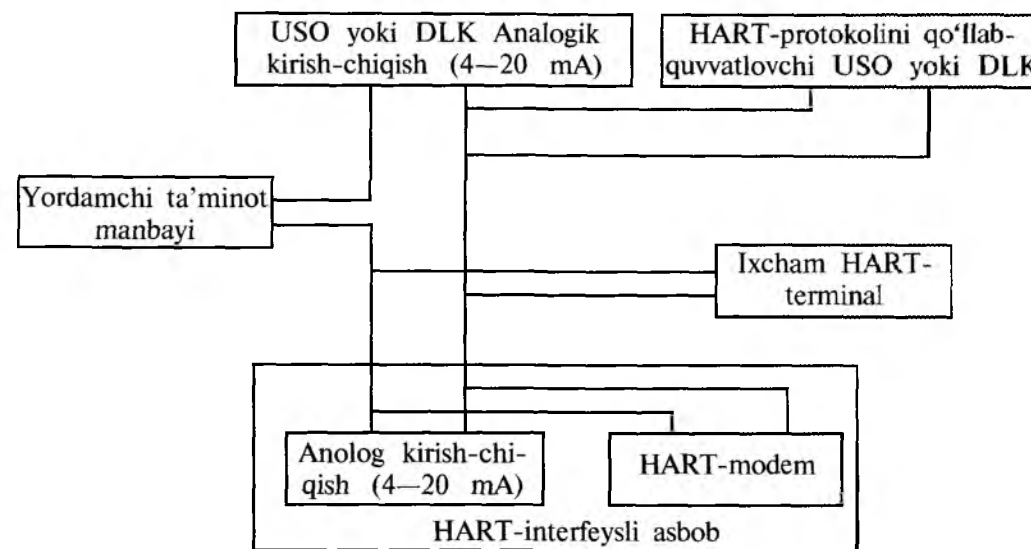 USO yoki DLK Analogik
kirish-chiqish (4—20 mA)
HART-protokolini qo‘llab-
quvvatlovchi USO yoki DLK
Yordamchi ta’minot
manbayi
Ixcham HART-
terminal
Anolog kirish-chi-
qish (4—20 mA)
HART-modem
HART-interfeysli asbob